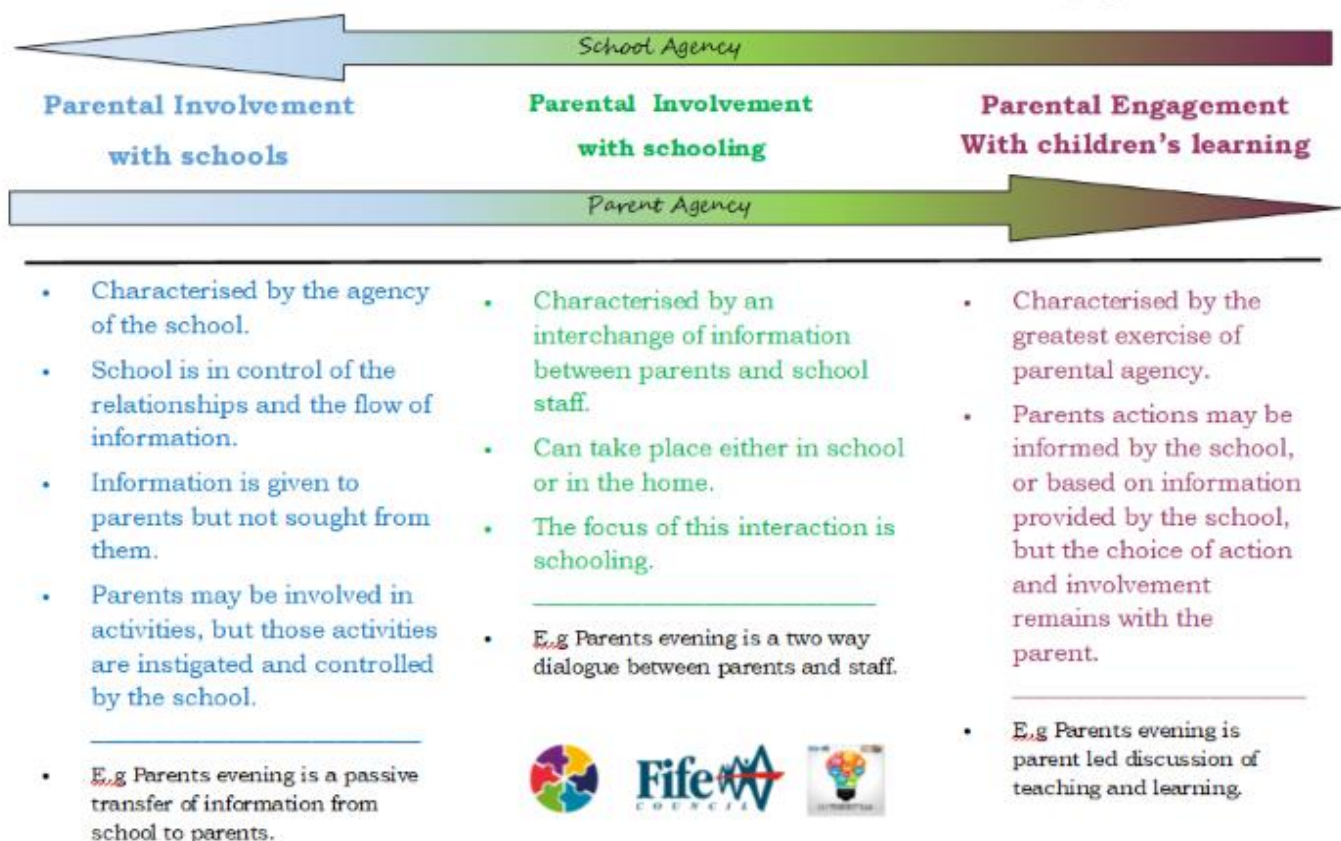 School Agency
Parental Involvement
with schools
Parental Involvement
with schooling
Parental Engagement
With children's learning
Parent Agency
• Characterised by the agency
of the school.
• School is in control of the
relationships and the flow of
information.
• Information is given to
parents but not sought from
them.
• Parents may be involved in
activities, but those activities
are instigated and controlled
by the school.
• E.g Parents evening is a passive
transfer of information from
school to parents.
• Characterised by an
interchange of information
between parents and school
staff.
• Can take place either in school
or in the home.
• The focus of this interaction is
schooling.
• E.g Parents evening is a two way
dialogue between parents and staff.
Fife
COUNCIL
• Characterised by the
greatest exercise of
parental agency.
• Parents actions may be
informed by the school,
or based on information
provided by the school,
but the choice of action
and involvement
remains with the
parent.
• E.g Parents evening is
parent led discussion of
teaching and learning.